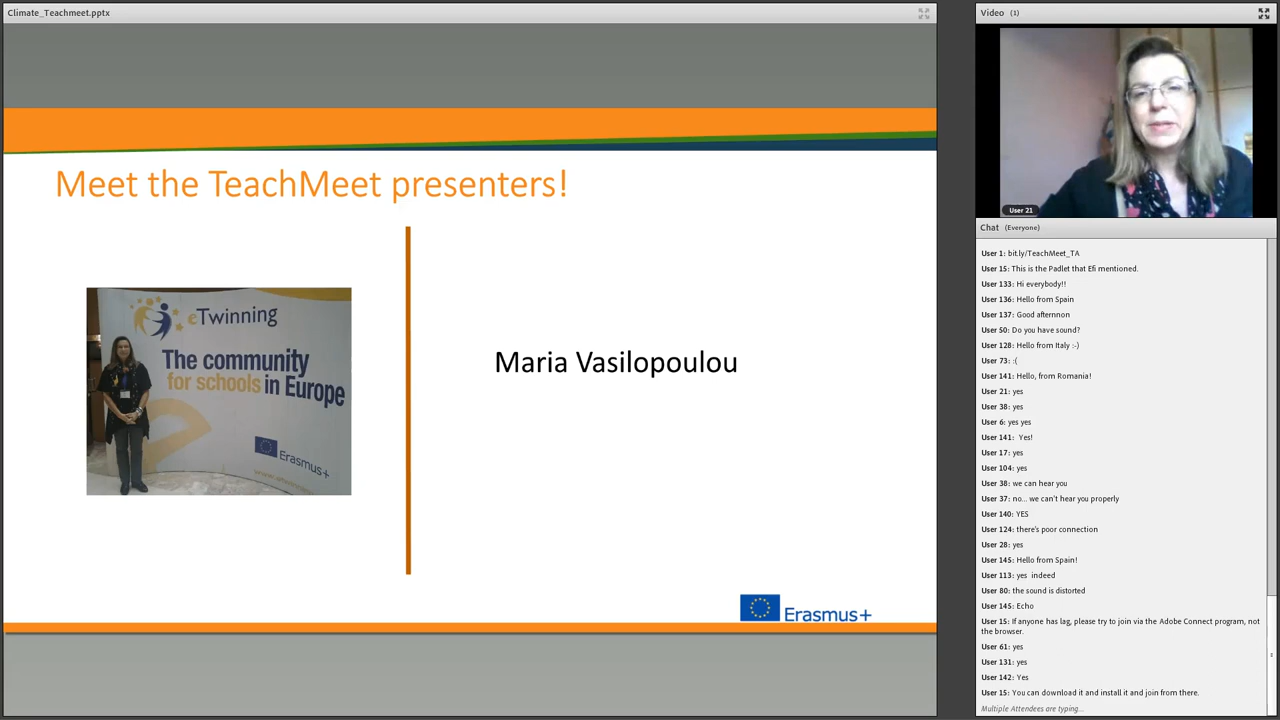 Climate_Teachmeet.pptx
Meet the TeachMeet presenters!
eTwinning
The community
for schools in Europe
Erasmus+
Maria Vasilopoulou
Erasmus+
Video (1)
User 21
Chat (Everyone)
User 1: bit.ly/TeachMeet_TA
User 15: This is the Padlet that Efi mentioned.
User 133: Hi everybody!!
User 136: Hello from Spain
User 137: Good afternnon
User 50: Do you have sound?
User 128: Hello from Italy :-)
User 73: :(
User 141: Hello, from Romania!
User 21: yes
User 38: yes
User 6: yes yes
User 141: Yes!
User 17: yes
User 104: yes
User 38: we can hear you
User 37: no... we can't hear you properly
User 140: YES
User 124: there's poor connection
User 28: yes
User 145: Hello from Spain!
User 113: yes indeed
User 80: the sound is distorted
User 145: Echo
User 15: If anyone has lag, please try to join via the Adobe Connect program, not
the browser.
User 61: yes
User 131: yes
User 142: Yes
User 15: You can download it and install it and join from there.
Multiple Attendees are typing...